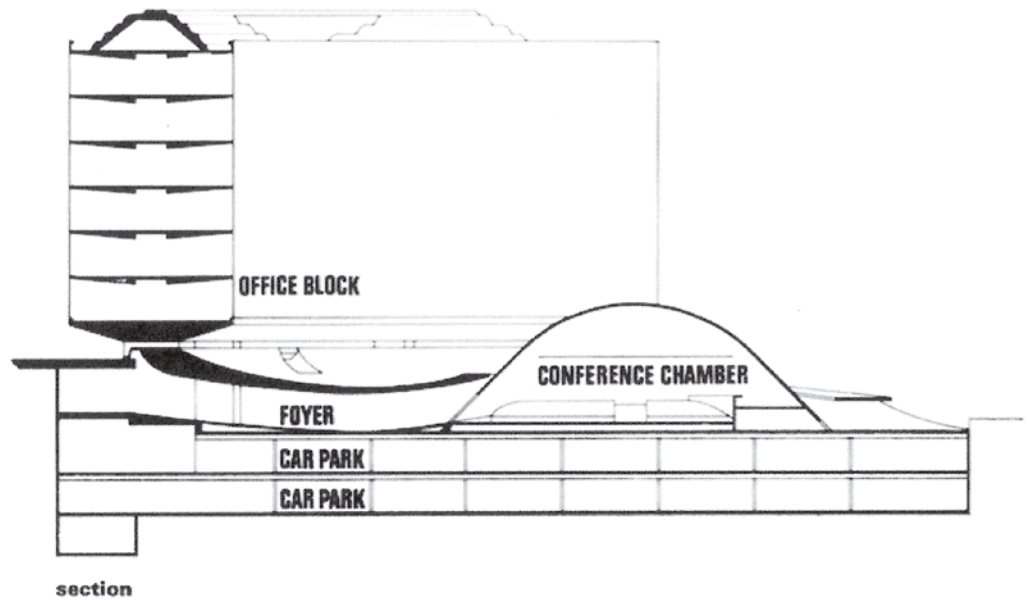 OFFICE BLOCK
CONFERENCE CHAMBER
FOYER
CAR PARK
CAR PARK
section